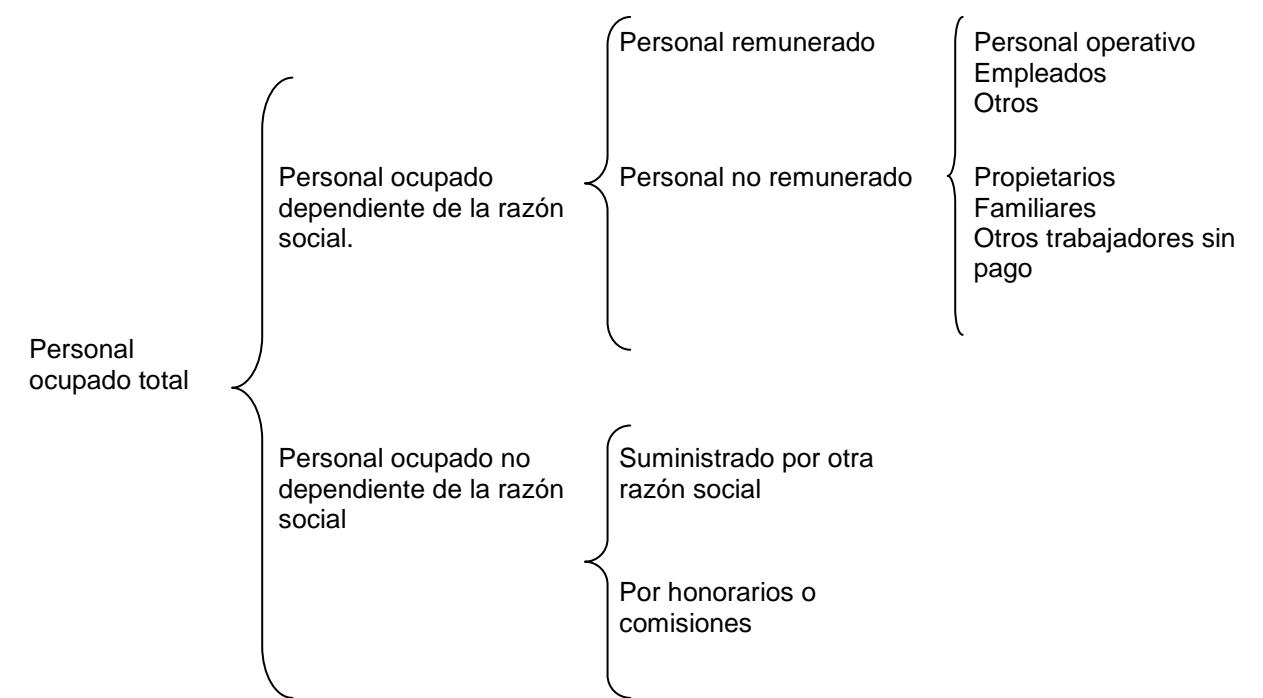 Personal
ocupado total
Personal ocupado
dependiente de la razón
social.
Personal remunerado
Personal operativo
Empleados
Otros
Personal no remunerado
Propietarios
Familiares
Otros trabajadores sin
pago
Personal ocupado no
dependiente de la razón
social
Suministrado por otra
razón social
Por honorarios o
comisiones